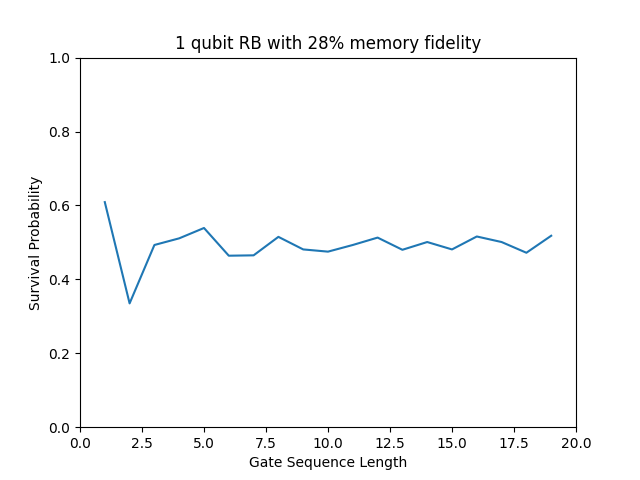 1 qubit RB with 28% memory fidelity
1.0
0.8
0.6
0.4
0.2
0.0
Survival Probability
0.0 2.5 5.0 7.5 10.0 12.5 15.0 17.5 20.0
Gate Sequence Length